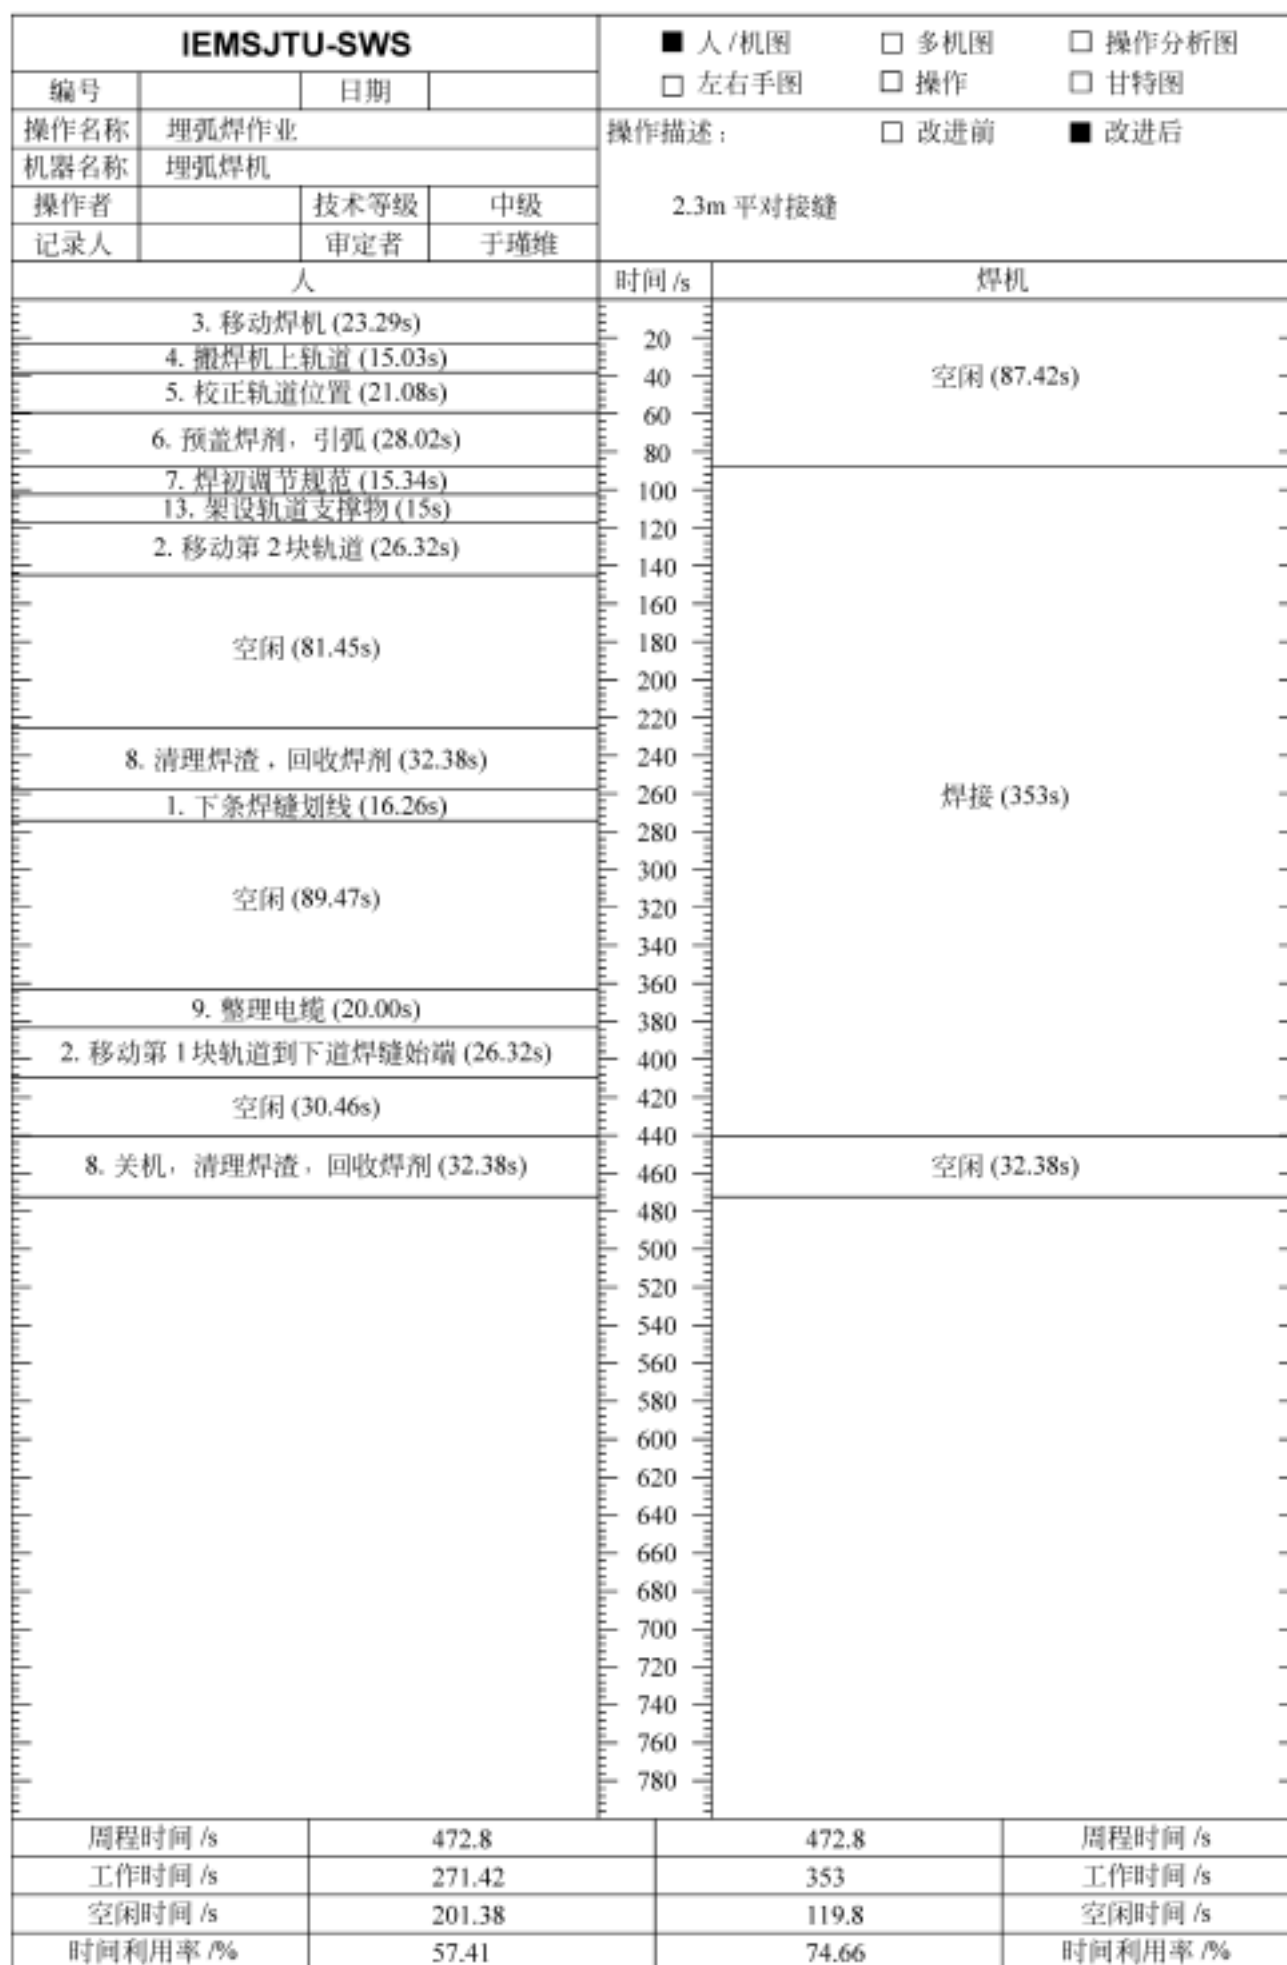 IEMSJTU-SWS
■ 人/机图 □ 多机图 □ 操作分析图
□ 左右手图 □ 操作 □ 甘特图
编号 日期
操作名称 埋弧焊作业
操作描述： □ 改进前 ■ 改进后
机器名称 埋弧焊机
操作者 技术等级 中级
2.3m 平对接缝
记录人 审定者 于瑾维
人 时间/s 焊机
3. 移动焊机 (23.29s)
20
4. 搬焊机上轨道 (15.03s)
40
空闲 (87.42s)
5. 校正轨道位置 (21.08s)
60
6. 预盖焊剂，引弧 (28.02s)
80
7. 焊初调节规范 (15.34s)
100
13. 架设轨道支撑物 (15s)
120
2. 移动第 2 块轨道 (26.32s)
140
160
空闲 (81.45s)
180
200
220
8. 清理焊渣，回收焊剂 (32.38s)
240
260
焊接 (353s)
1. 下条焊缝划线 (16.26s)
280
300
空闲 (89.47s)
320
340
360
9. 整理电缆 (20.00s)
380
2. 移动第 1 块轨道到下道焊缝始端 (26.32s)
400
420
空闲 (30.46s)
440
8. 关机，清理焊渣，回收焊剂 (32.38s)
460
空闲 (32.38s)
480
500
520
540
560
580
600
620
640
660
680
700
720
740
760
780
周程时间/s 472.8 472.8 周程时间/s
工作时间/s 271.42 353 工作时间/s
空闲时间/s 201.38 119.8 空闲时间/s
时间利用率/% 57.41 74.66 时间利用率/%